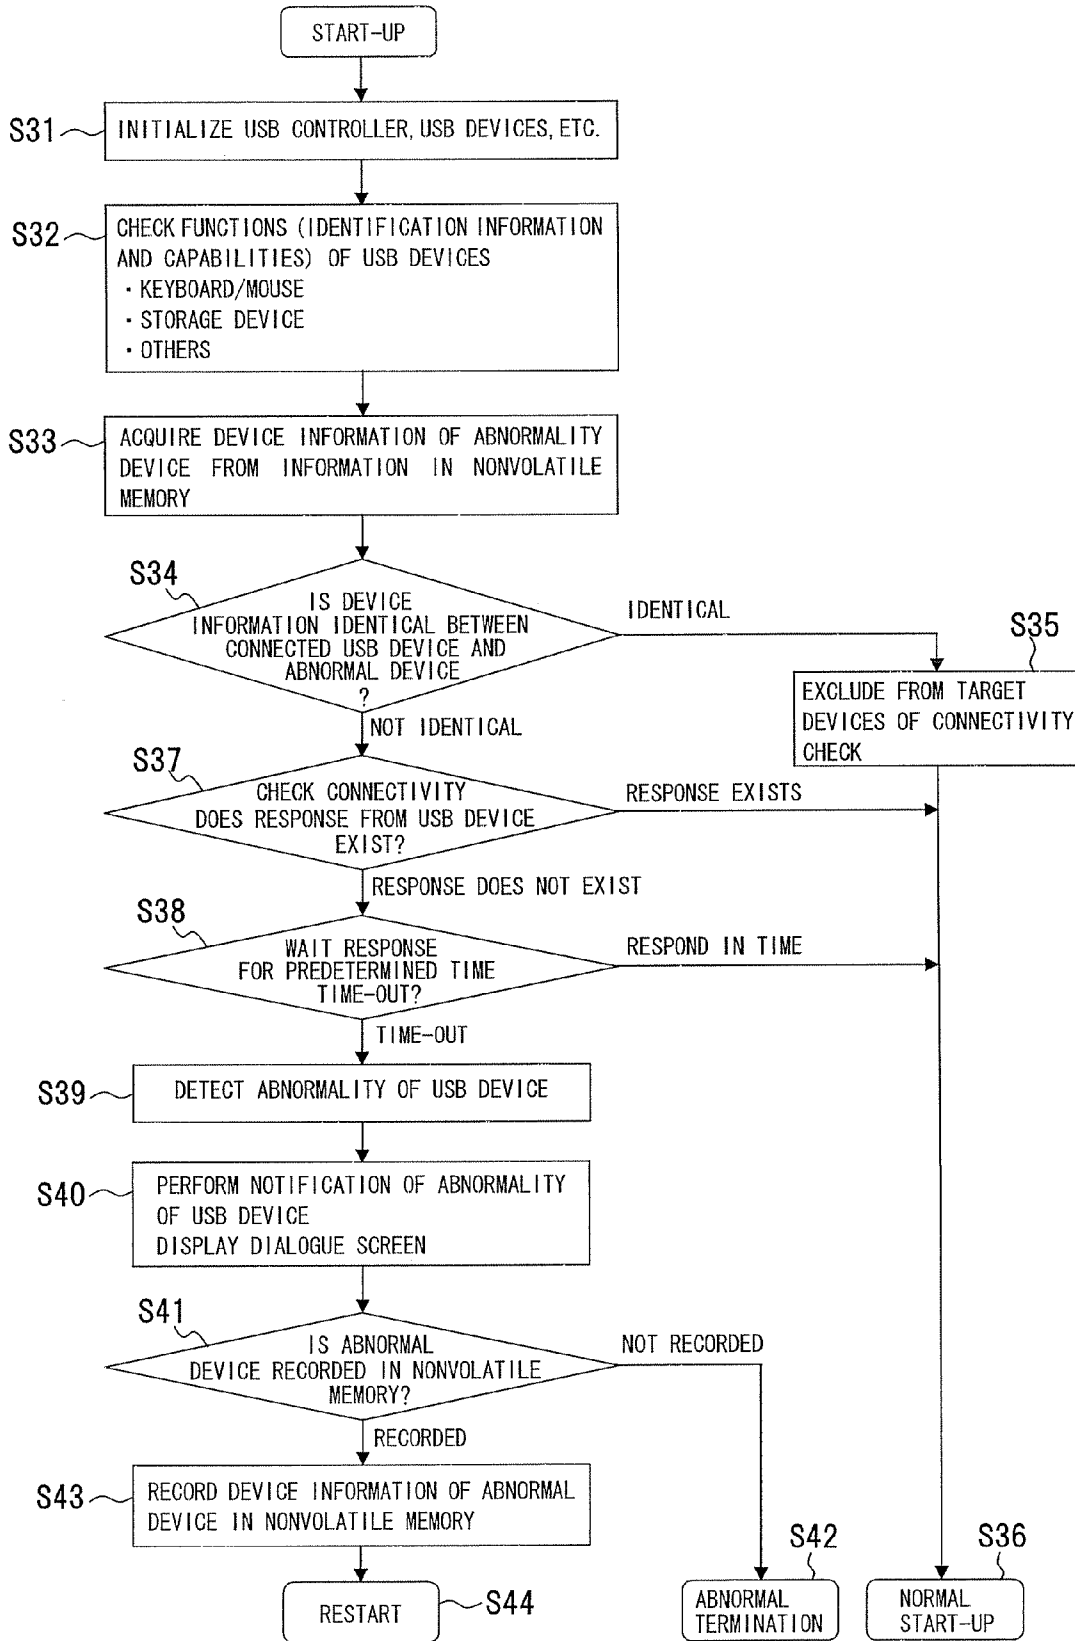 START-UP
S31
INITIALIZE USB CONTROLLER, USB DEVICES, ETC.
S32
CHECK FUNCTIONS (IDENTIFICATION INFORMATION
AND CAPABILITIES) OF USB DEVICES
・KEYBOARD/MOUSE
・STORAGE DEVICE
・OTHERS
S33
ACQUIRE DEVICE INFORMATION OF ABNORMALITY
DEVICE FROM INFORMATION IN NONVOLATILE
MEMORY
S34
IS DEVICE
INFORMATION IDENTICAL BETWEEN
CONNECTED USB DEVICE AND
ABNORMAL DEVICE
?
IDENTICAL
S35
EXCLUDE FROM TARGET
DEVICES OF CONNECTIVITY
CHECK
NOT IDENTICAL
S37
CHECK CONNECTIVITY
DOES RESPONSE FROM USB DEVICE
EXIST?
RESPONSE EXISTS
RESPONSE DOES NOT EXIST
S38
WAIT RESPONSE
FOR PREDETERMINED TIME
TIME-OUT?
RESPOND IN TIME
TIME-OUT
S39
DETECT ABNORMALITY OF USB DEVICE
S40
PERFORM NOTIFICATION OF ABNORMALITY
OF USB DEVICE
DISPLAY DIALOGUE SCREEN
S41
IS ABNORMAL
DEVICE RECORDED IN NONVOLATILE
MEMORY?
NOT RECORDED
RECORDED
S43
RECORD DEVICE INFORMATION OF ABNORMAL
DEVICE IN NONVOLATILE MEMORY
RESTART
S44
S42
ABNORMAL
TERMINATION
S36
NORMAL
START-UP